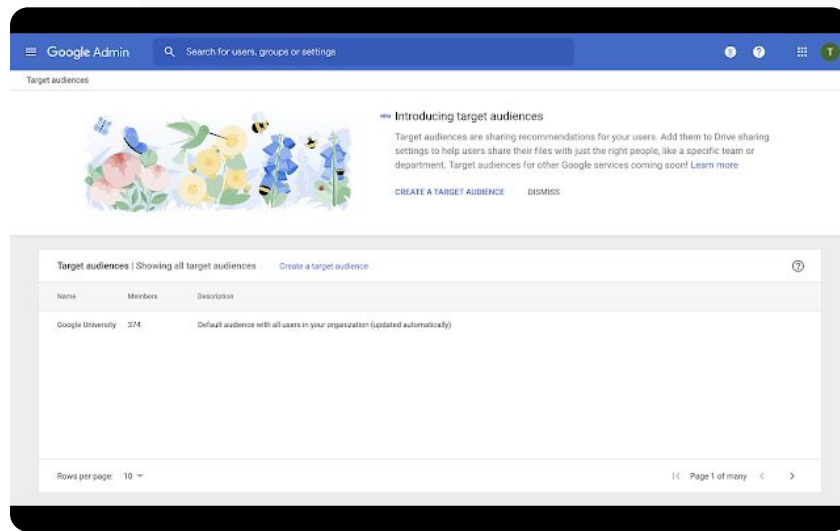 Google Admin
Search for users, groups or settings
T
Target audiences
NEW Introducing target audiences
Target audiences are sharing recommendations for your users. Add them to Drive sharing
settings to help users share their files with just the right people, like a specific team or
department. Target audiences for other Google services coming soon! Learn more
CREATE A TARGET AUDIENCE DISMISS
Target audiences | Showing all target audiences Create a target audience
Name Members Description
Google University 374 Default audience with all users in your organization (updated automatically)
Rows per page: 10 Page 1 of many